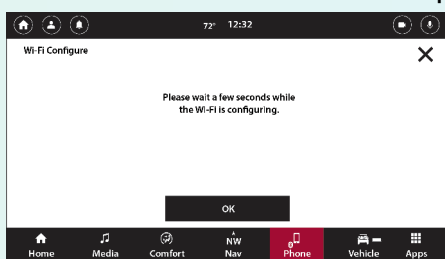 72° 12:32
Wi-Fi Configure
Please wait a few seconds while
the Wi-Fi is configuring.
OK
NW
0
Home Media Comfort Nav Phone Vehicle Apps